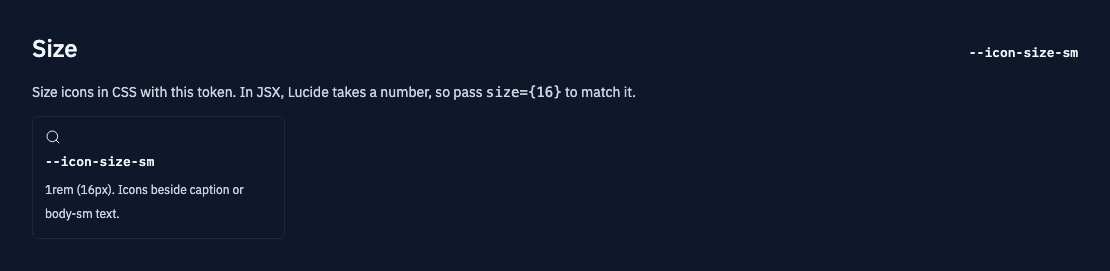 Size
--icon-size-sm
Size icons in CSS with this token. In JSX, Lucide takes a number, so pass size={16} to match it.
--icon-size-sm
1rem (16px). Icons beside caption or
body-sm text.